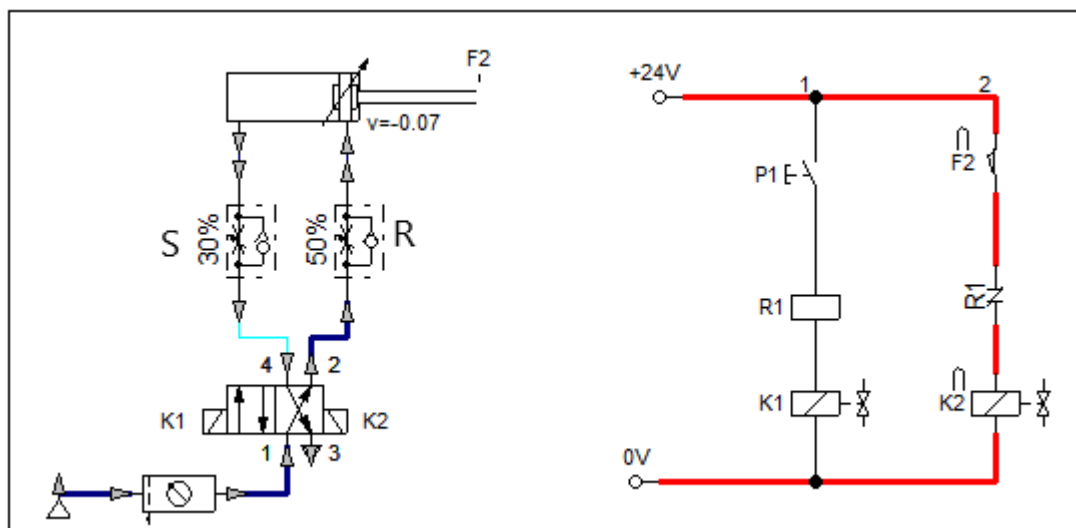 F2
v=-0.07
S 30% 50% R
4 2
K1 K2
1 3
+24V 1 2
P1 F2
R1 R1
K1 K2
0V